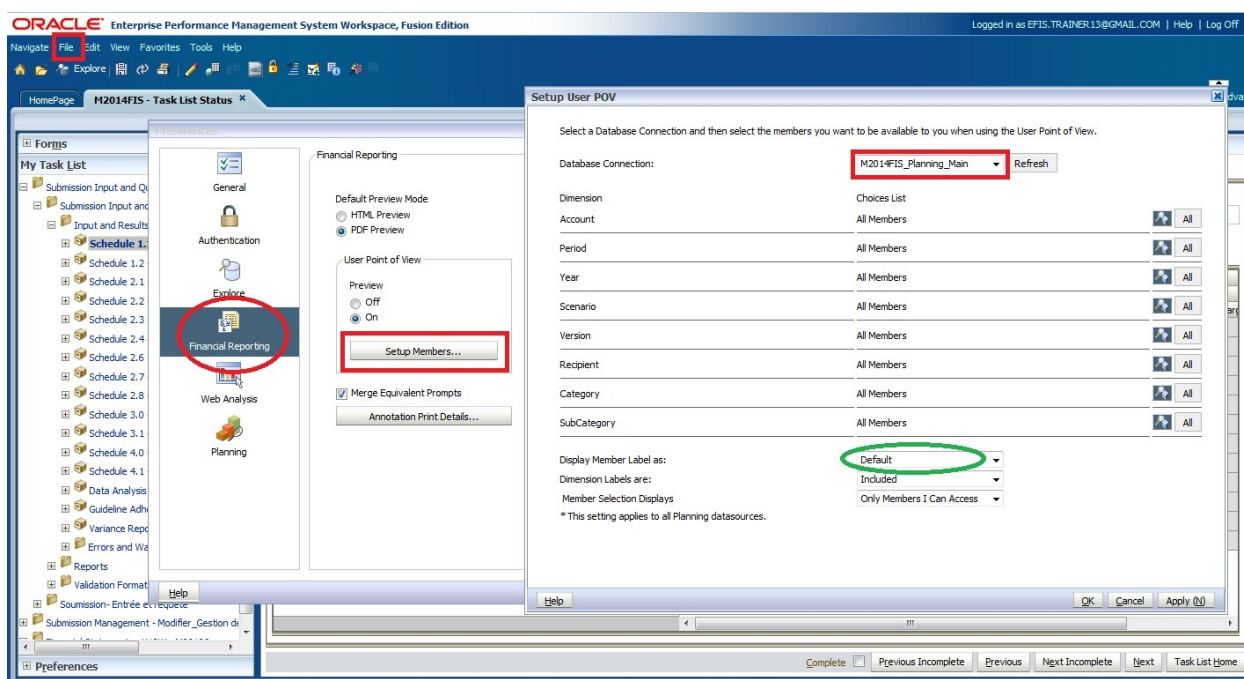 ORACLE Enterprise Performance Management System Workspace, Fusion Edition
Logged in as EFIS.TRAINER13@GMAIL.COM | Help | Log Off
Navigate File Edit View Favorites Tools Help
Explore
HomePage M2014FIS - Task List Status ×
Forms
My Task List
Submission Input and Qu
Submission Input and
Input and Results
Schedule 1.
Schedule 1.2
Schedule 2.1
Schedule 2.2
Schedule 2.3
Schedule 2.4
Schedule 2.6
Schedule 2.7
Schedule 2.8
Schedule 3.0
Schedule 3.1
Schedule 4.0
Schedule 4.1
Data Analysis
Guideline Adh
Variance Repo
Errors and Wa
Reports
Validation Format
Soumission- Entrée et requête
Submission Management - Modifier_Gestion de
Preferences
Preferences
General
Authentication
Explore
Financial Reporting
Web Analysis
Planning
Help
Financial Reporting
Default Preview Mode
HTML Preview
PDF Preview
User Point of View
Preview
Off
On
Setup Members...
Merge Equivalent Prompts
Annotation Print Details...
Setup User POV
Select a Database Connection and then select the members you want to be available to you when using the User Point of View.
Database Connection: M2014FIS_Planning_Main Refresh
Dimension Choices List
Account All Members All
Period All Members All
Year All Members All
Scenario All Members All
Version All Members All
Recipient All Members All
Category All Members All
SubCategory All Members All
Display Member Label as: Default
Dimension Labels are: Included
Member Selection Displays Only Members I Can Access
* This setting applies to all Planning datasources.
Help OK Cancel Apply (N)
Complete Previous Incomplete Previous Next Incomplete Next Task List Home